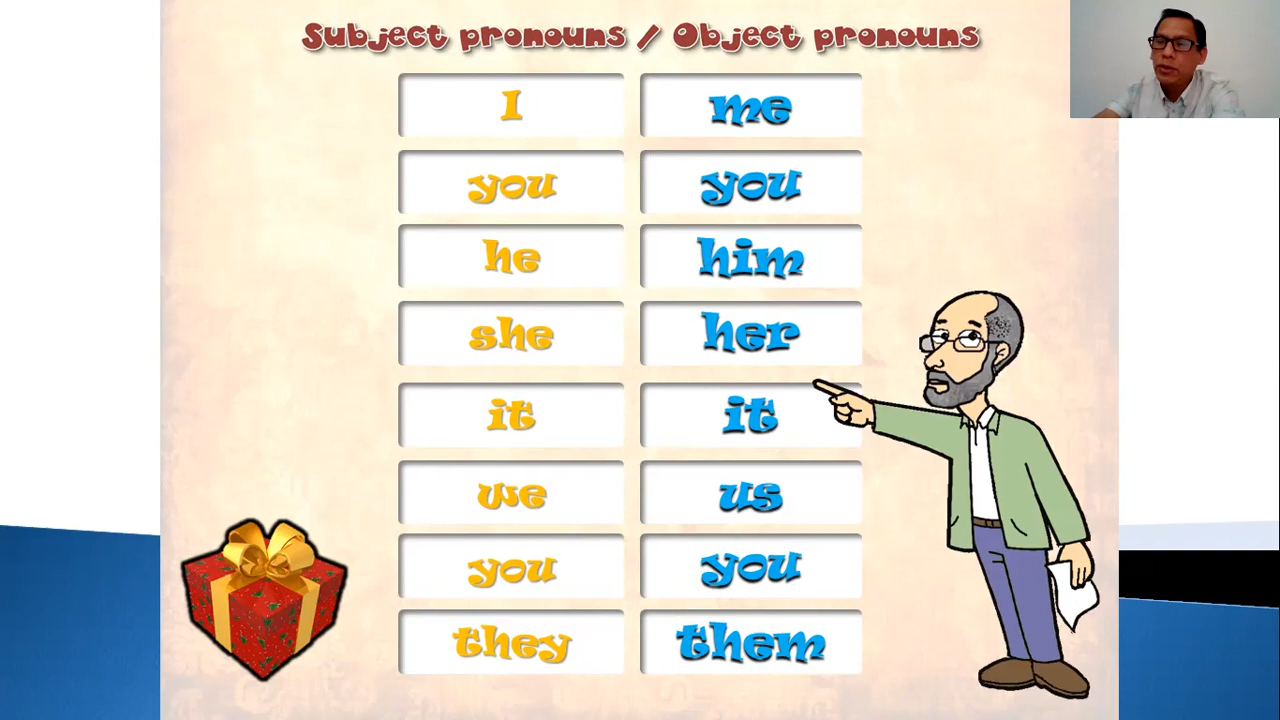 Subject pronouns / Object pronouns
I me
you you
he him
she her
it it
we us
you you
they them